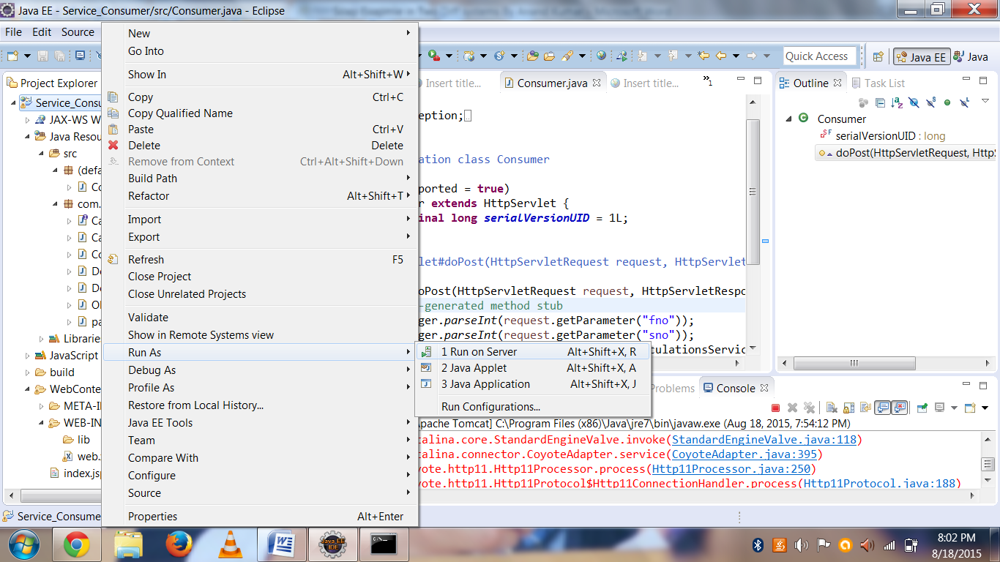 Java EE - Service_Consumer/src/Consumer.java - Eclipse
File Edit Source
Quick Access
Java EE
Java
Project Explorer
Service_Consu
JAX-WS W
Java Resou
src
(defa
Co
com.
Ca
Ca
Co
De
De
Ol
pa
Librarie
JavaScript
build
WebConte
META-I
WEB-IN
lib
web.
index.jsp
Service_Consume
New
Go Into
Show In Alt+Shift+W
Copy Ctrl+C
Copy Qualified Name
Paste Ctrl+V
Delete Delete
Remove from Context Ctrl+Alt+Shift+Down
Build Path
Refactor Alt+Shift+T
Import
Export
Refresh F5
Close Project
Close Unrelated Projects
Validate
Show in Remote Systems view
Run As
Debug As
Profile As
Restore from Local History...
Java EE Tools
Team
Compare With
Configure
Source
Properties Alt+Enter
1 Run on Server Alt+Shift+X, R
2 Java Applet Alt+Shift+X, A
3 Java Application Alt+Shift+X, J
Run Configurations...
Insert title...
Consumer.java
Insert title...
»1
ception;
ation class Consumer
ported = true)
r extends HttpServlet {
inal long serialVersionUID = 1L;
let#doPost(HttpServletRequest request, HttpServlet
doPost(HttpServletRequest request, HttpServletRespo
-generated method stub
ger.parseInt(request.getParameter("fno"));
ger.parseInt(request.getParameter("sno"));
culationsServic
Outline
Task List
Consumer
serialVersionUID : long
doPost(HttpServletRequest, HttpS
Problems
Console
Apache Tomcat] C:\Program Files (x86)\Java\jre7\bin\javaw.exe (Aug 18, 2015, 7:54:12 PM)
talina.core.StandardEngineValve.invoke(StandardEngineValve.java:118)
talina.connector.CoyoteAdapter.service(CoyoteAdapter.java:395)
yote.http11.Http11Processor.process(Http11Processor.java:250)
yote.http11.Http11Protocol$Http11ConnectionHandler.process(Http11Protocol.java:188)
Java EE
IDE
8:02 PM
8/18/2015